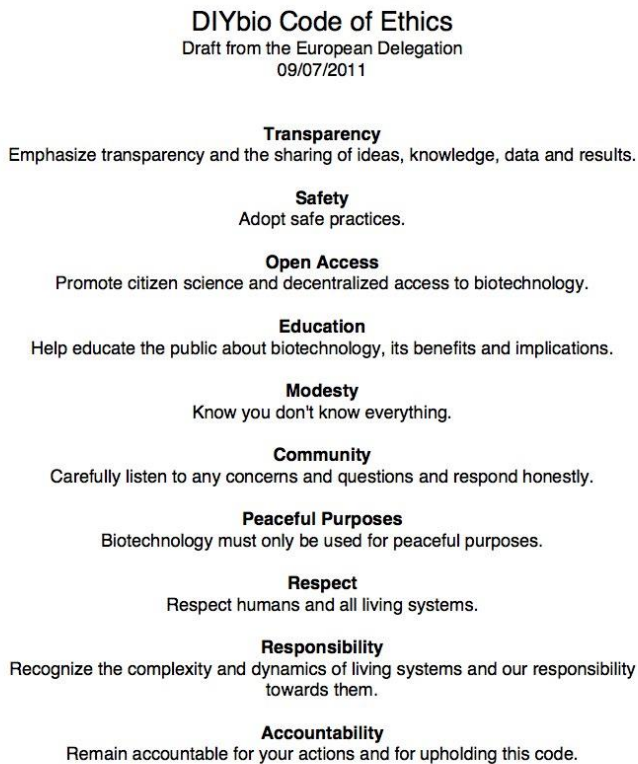 DIYbio Code of Ethics
Draft from the European Delegation
09/07/2011
Transparency
Emphasize transparency and the sharing of ideas, knowledge, data and results.
Safety
Adopt safe practices.
Open Access
Promote citizen science and decentralized access to biotechnology.
Education
Help educate the public about biotechnology, its benefits and implications.
Modesty
Know you don't know everything.
Community
Carefully listen to any concerns and questions and respond honestly.
Peaceful Purposes
Biotechnology must only be used for peaceful purposes.
Respect
Respect humans and all living systems.
Responsibility
Recognize the complexity and dynamics of living systems and our responsibility
towards them.
Accountability
Remain accountable for your actions and for upholding this code.